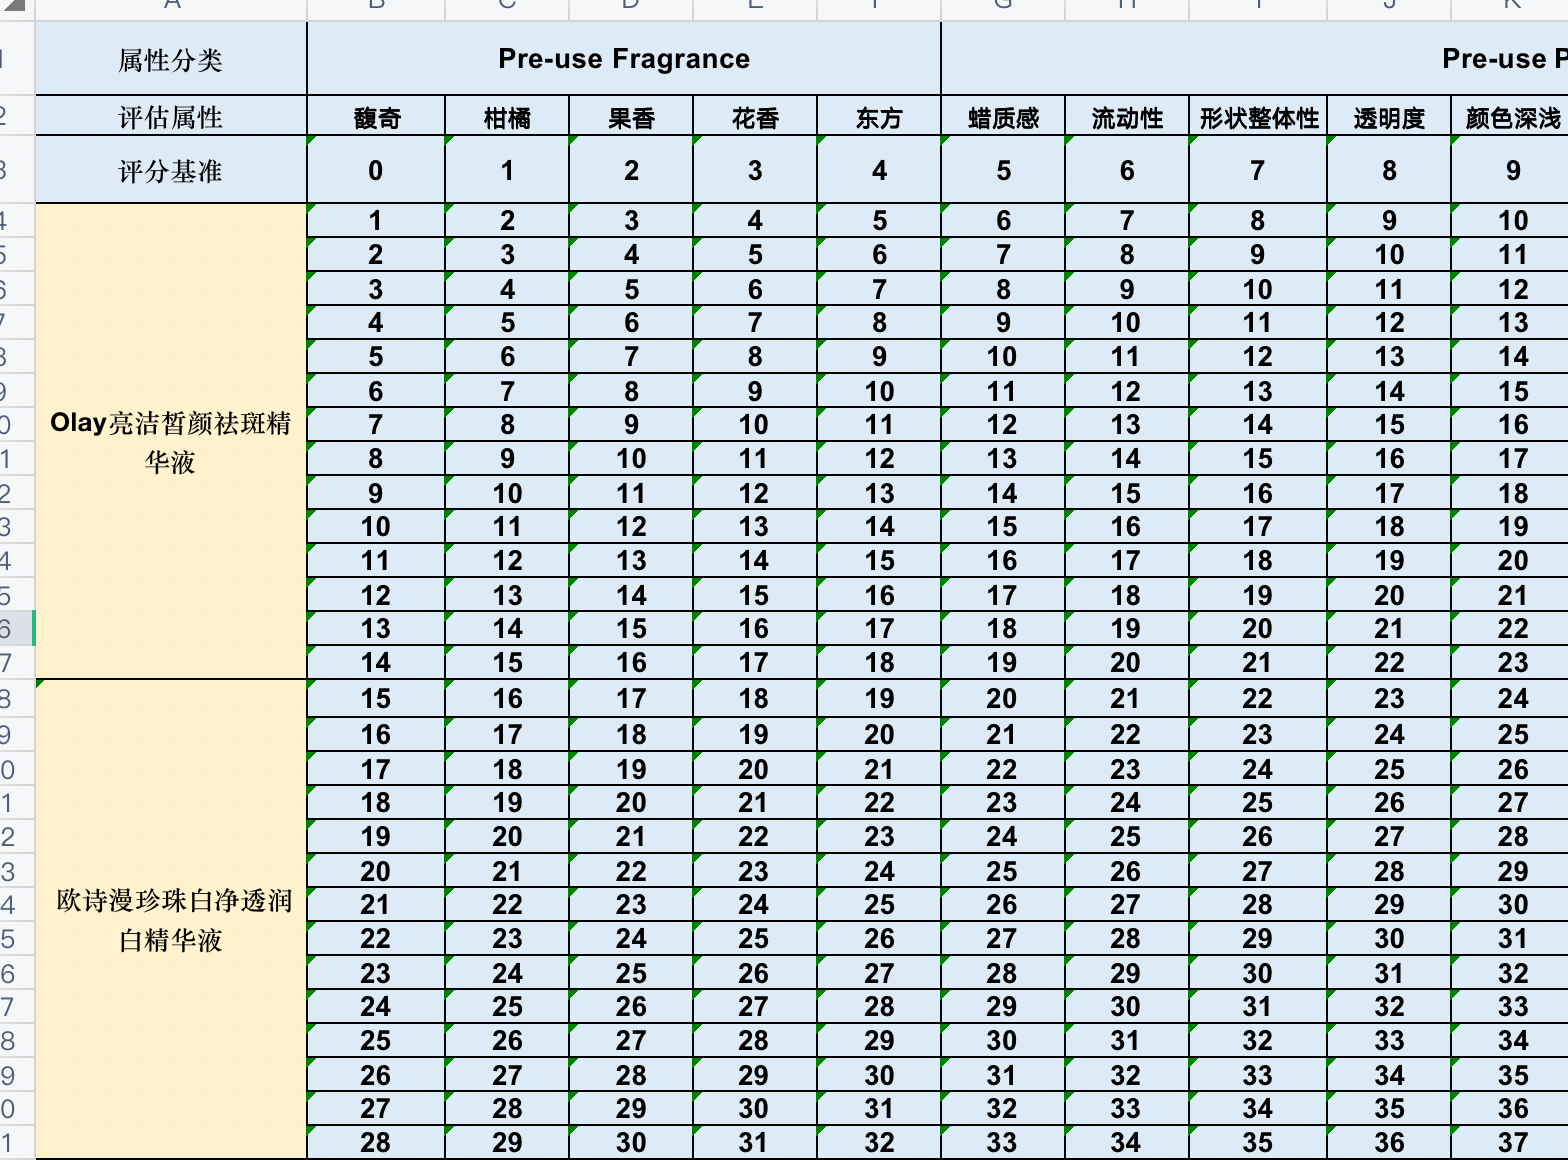 A B C D E F G H I J K
属性分类 Pre-use Fragrance Pre-use P
评估属性 馥奇 柑橘 果香 花香 东方 蜡质感 流动性 形状整体性 透明度 颜色深浅
评分基准 0 1 2 3 4 5 6 7 8 9
1 2 3 4 5 6 7 8 9 10
2 3 4 5 6 7 8 9 10 11
3 4 5 6 7 8 9 10 11 12
4 5 6 7 8 9 10 11 12 13
5 6 7 8 9 10 11 12 13 14
6 7 8 9 10 11 12 13 14 15
Olay亮洁皙颜祛斑精
华液
7 8 9 10 11 12 13 14 15 16
8 9 10 11 12 13 14 15 16 17
9 10 11 12 13 14 15 16 17 18
10 11 12 13 14 15 16 17 18 19
11 12 13 14 15 16 17 18 19 20
12 13 14 15 16 17 18 19 20 21
13 14 15 16 17 18 19 20 21 22
14 15 16 17 18 19 20 21 22 23
15 16 17 18 19 20 21 22 23 24
16 17 18 19 20 21 22 23 24 25
17 18 19 20 21 22 23 24 25 26
18 19 20 21 22 23 24 25 26 27
19 20 21 22 23 24 25 26 27 28
20 21 22 23 24 25 26 27 28 29
欧诗漫珍珠白净透润
白精华液
21 22 23 24 25 26 27 28 29 30
22 23 24 25 26 27 28 29 30 31
23 24 25 26 27 28 29 30 31 32
24 25 26 27 28 29 30 31 32 33
25 26 27 28 29 30 31 32 33 34
26 27 28 29 30 31 32 33 34 35
27 28 29 30 31 32 33 34 35 36
28 29 30 31 32 33 34 35 36 37